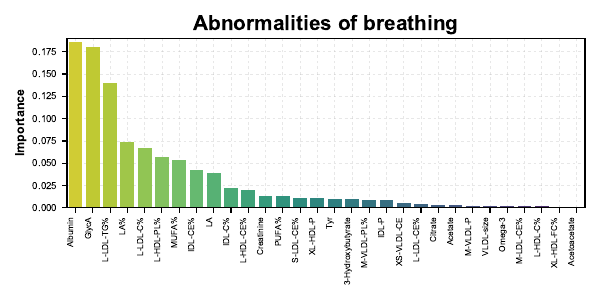 Abnormalities of breathing
Importance
0.175
0.150
0.125
0.100
0.075
0.050
0.025
0.000
Albumin
GlycA
L-LDL-TG%
LA%
L-LDL-C%
L-HDL-PL%
MUFA%
IDL-CE%
LA
IDL-C%
L-HDL-CE%
Creatinine
PUFA%
S-LDL-CE%
XL-HDL-P
Tyr
3-Hydroxybutyrate
M-VLDL-PL%
IDL-P
XS-VLDL-CE
L-LDL-CE%
Citrate
Acetate
M-VLDL-P
VLDL-size
Omega-3
M-LDL-CE%
L-HDL-C%
XL-HDL-FC%
Acetoacetate